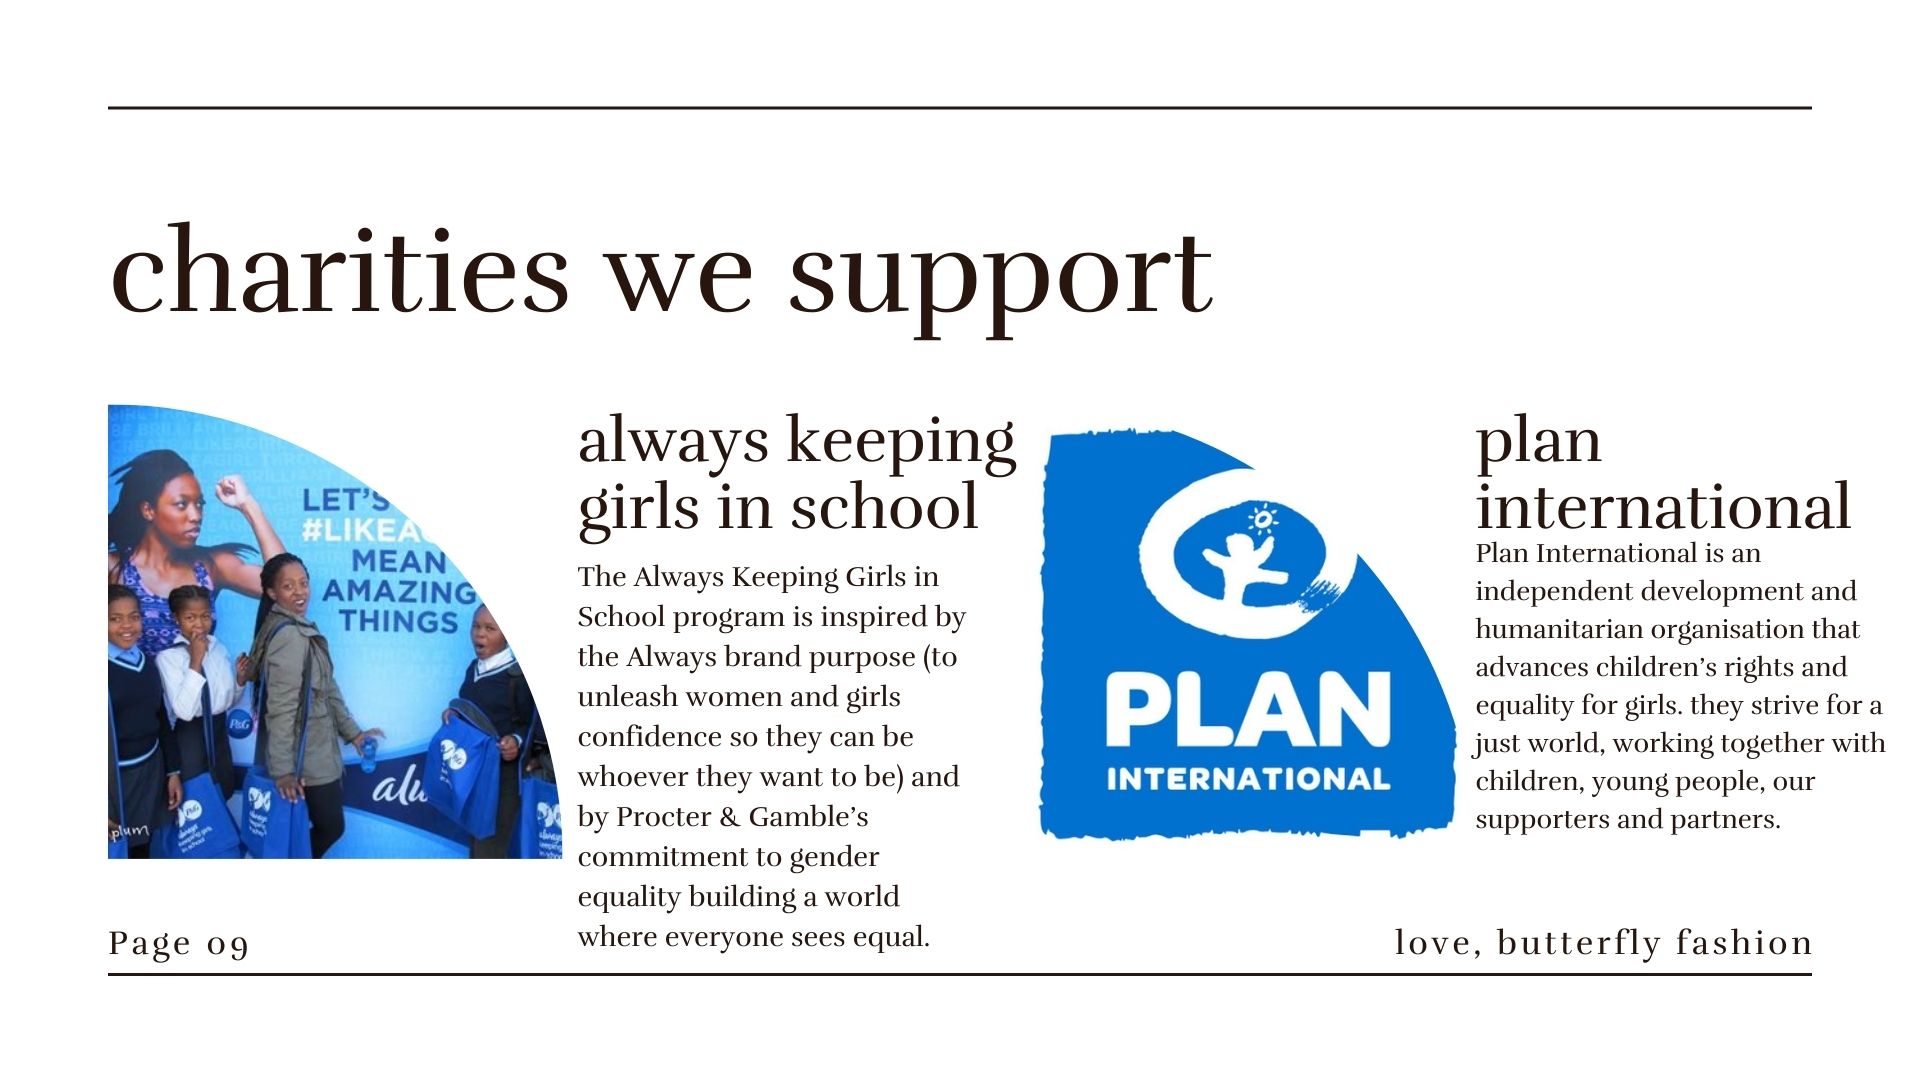 charities we support
LET'S
#LIKEA
MEAN
AMAZING
THINGS
P&G
plum
always keeping
girls in school
The Always Keeping Girls in
School program is inspired by
the Always brand purpose (to
unleash women and girls
confidence so they can be
whoever they want to be) and
by Procter & Gamble’s
commitment to gender
equality building a world
where everyone sees equal.
PLAN
INTERNATIONAL
plan
international
Plan International is an
independent development and
humanitarian organisation that
advances children’s rights and
equality for girls. they strive for a
just world, working together with
children, young people, our
supporters and partners.
Page 09
love, butterfly fashion